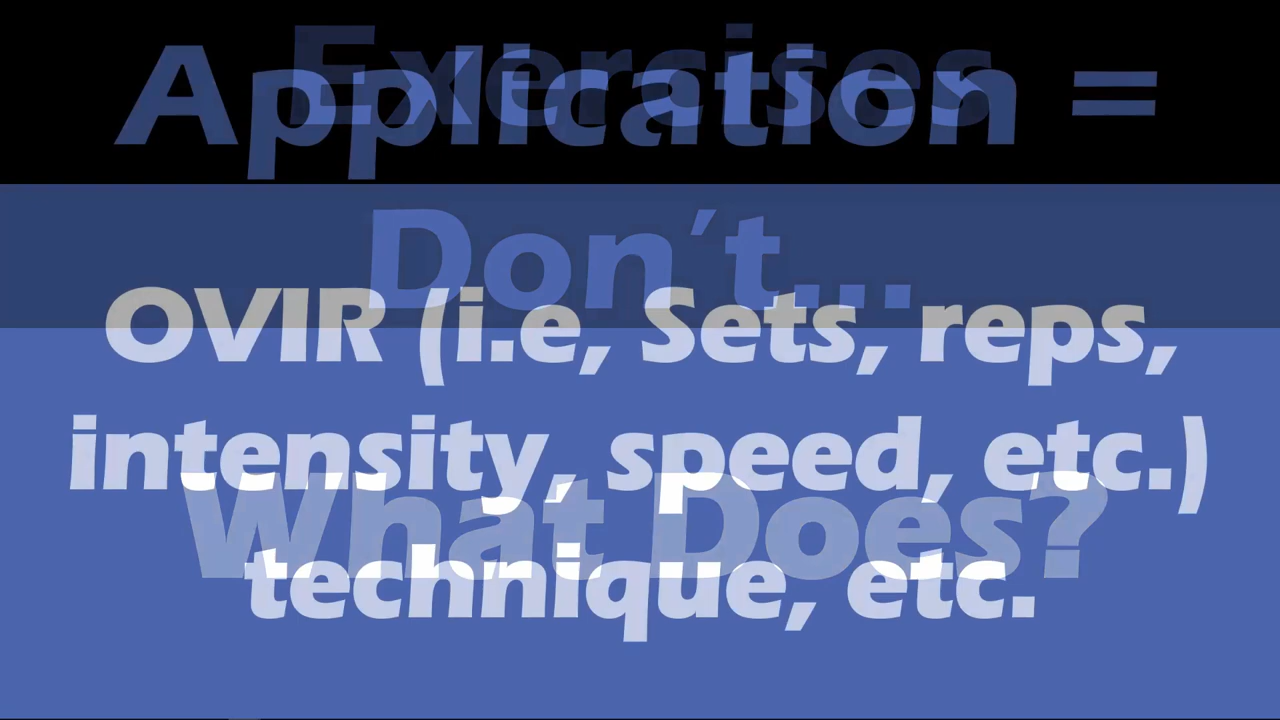 Exercises
Application =
Don't...
OVIR (i.e, Sets, reps,
intensity, speed, etc.)
What Does?
technique, etc.